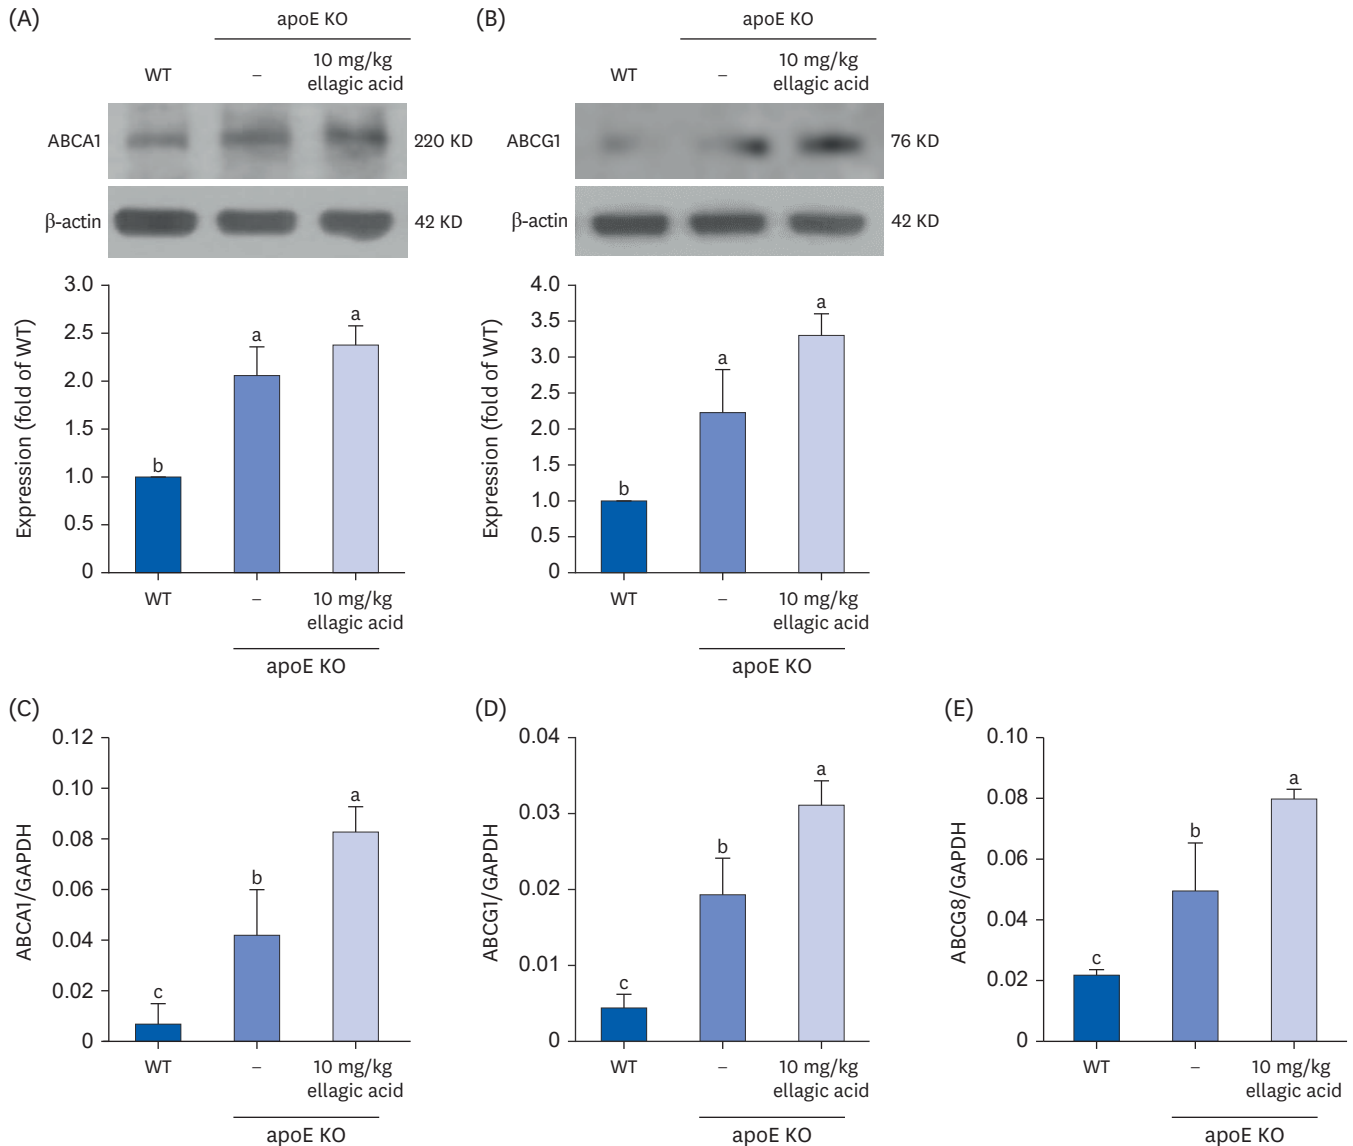 (A)
apoE KO
WT
–
10 mg/kg
ellagic acid
ABCA1
220 KD
β-actin
42 KD
3.0
2.5
2.0
1.5
1.0
0.5
0
Expression (fold of WT)
b
a
a
WT
–
10 mg/kg
ellagic acid
apoE KO
(B)
apoE KO
WT
–
10 mg/kg
ellagic acid
ABCG1
76 KD
β-actin
42 KD
4.0
3.5
3.0
2.5
2.0
1.5
1.0
0.5
0
Expression (fold of WT)
b
a
a
WT
–
10 mg/kg
ellagic acid
apoE KO
(C)
0.12
0.10
0.08
0.06
0.04
0.02
0
ABCA1/GAPDH
c
b
a
WT
–
10 mg/kg
ellagic acid
apoE KO
(D)
0.04
0.03
0.02
0.01
0
ABCG1/GAPDH
c
b
a
WT
–
10 mg/kg
ellagic acid
apoE KO
(E)
0.10
0.08
0.06
0.04
0.02
0
ABCG8/GAPDH
c
b
a
WT
–
10 mg/kg
ellagic acid
apoE KO